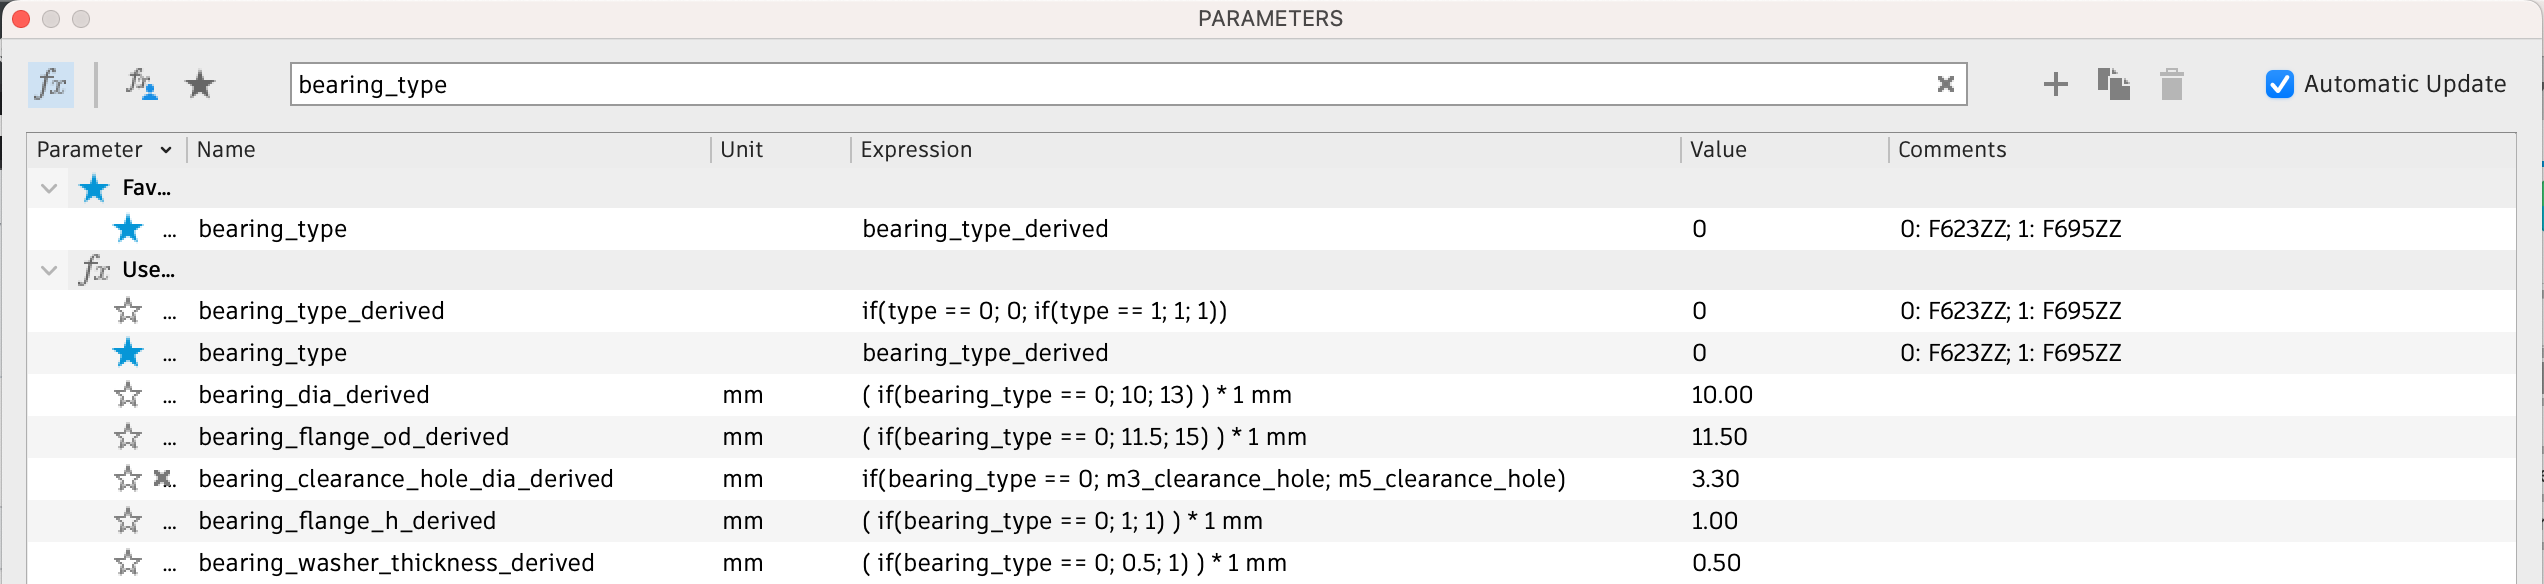 PARAMETERS
fx fx bearing_type Automatic Update
Parameter Name Unit Expression Value Comments
Fav...
... bearing_type bearing_type_derived 0 0: F623ZZ; 1: F695ZZ
fx Use...
... bearing_type_derived if(type == 0; 0; if(type == 1; 1; 1)) 0 0: F623ZZ; 1: F695ZZ
... bearing_type bearing_type_derived 0 0: F623ZZ; 1: F695ZZ
... bearing_dia_derived mm ( if(bearing_type == 0; 10; 13) ) * 1 mm 10.00
... bearing_flange_od_derived mm ( if(bearing_type == 0; 11.5; 15) ) * 1 mm 11.50
... bearing_clearance_hole_dia_derived mm if(bearing_type == 0; m3_clearance_hole; m5_clearance_hole) 3.30
... bearing_flange_h_derived mm ( if(bearing_type == 0; 1; 1) ) * 1 mm 1.00
... bearing_washer_thickness_derived mm ( if(bearing_type == 0; 0.5; 1) ) * 1 mm 0.50